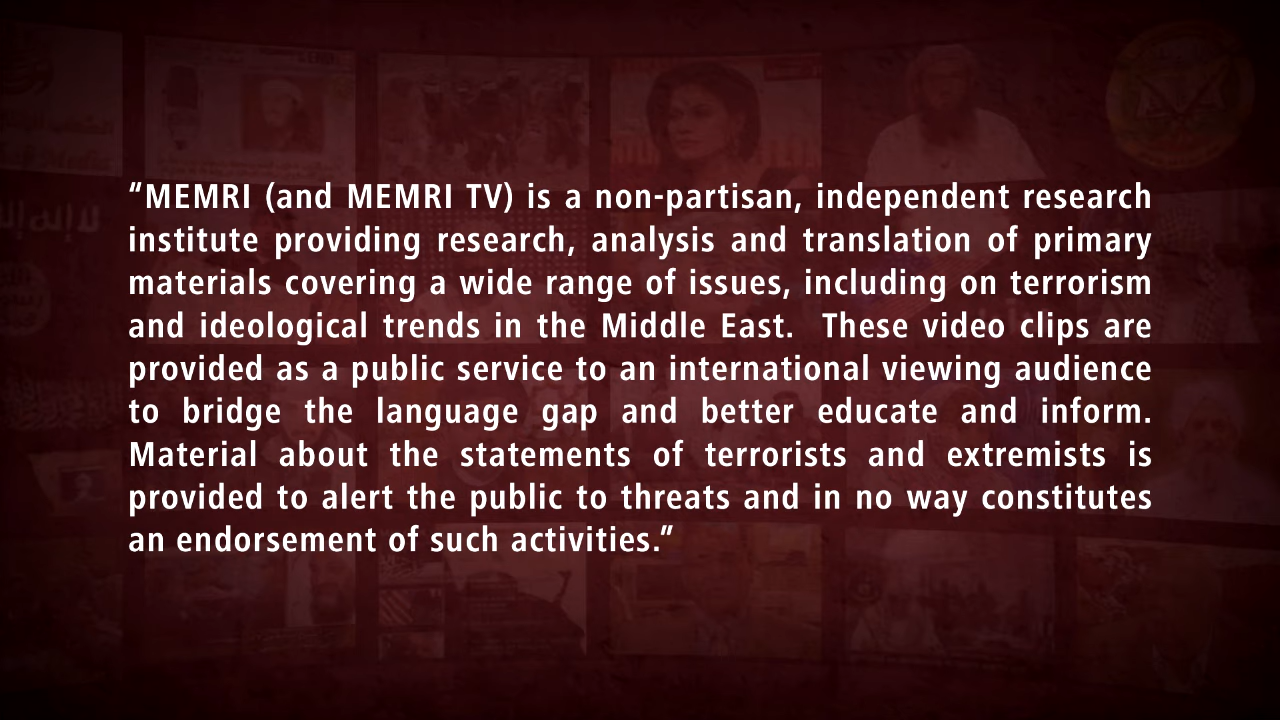 “MEMRI (and MEMRI TV) is a non-partisan, independent research
institute providing research, analysis and translation of primary
materials covering a wide range of issues, including on terrorism
and ideological trends in the Middle East.  These video clips are
provided as a public service to an international viewing audience
to bridge the language gap and better educate and inform.
Material about the statements of terrorists and extremists is
provided to alert the public to threats and in no way constitutes
an endorsement of such activities.”